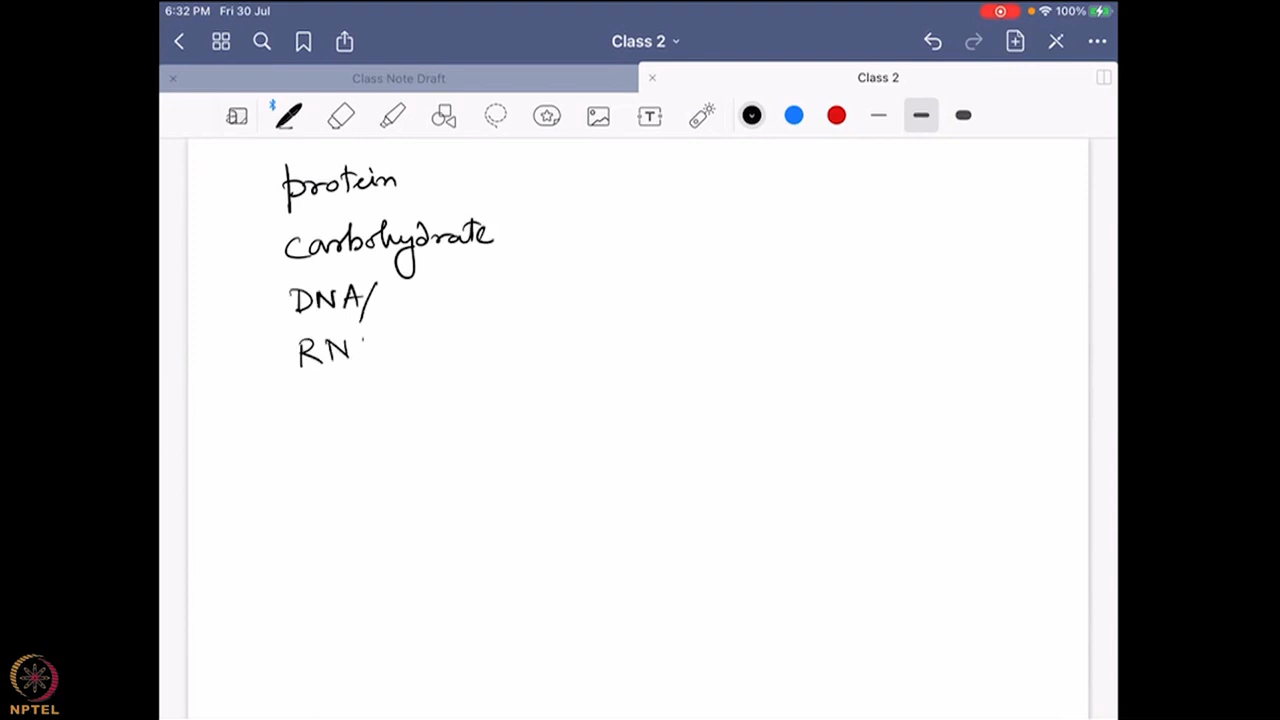 6:32 PM Fri 30 Jul
100%
Class 2
Class Note Draft
Class 2
T
protein
carbohydrate
DNA/
RN
NPTEL